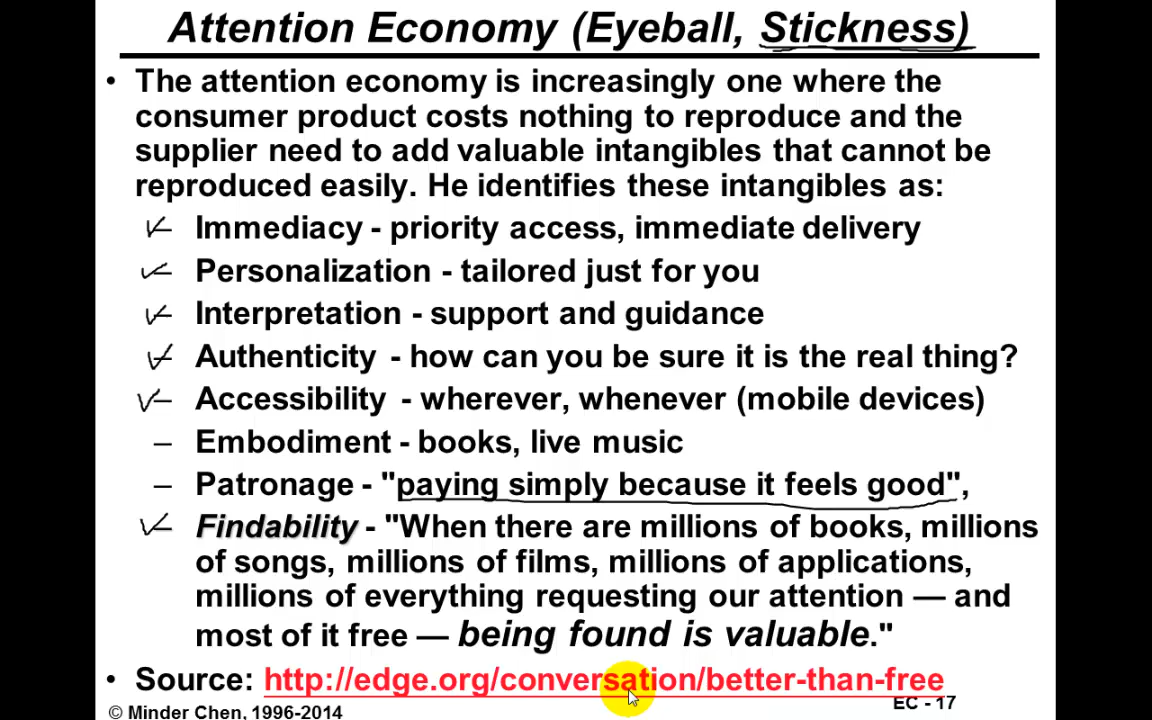 Attention Economy (Eyeball, Stickness)
• The attention economy is increasingly one where the
consumer product costs nothing to reproduce and the
supplier need to add valuable intangibles that cannot be
reproduced easily. He identifies these intangibles as:
– Immediacy - priority access, immediate delivery
– Personalization - tailored just for you
– Interpretation - support and guidance
– Authenticity - how can you be sure it is the real thing?
– Accessibility - wherever, whenever (mobile devices)
– Embodiment - books, live music
– Patronage - "paying simply because it feels good",
– Findability - "When there are millions of books, millions
of songs, millions of films, millions of applications,
millions of everything requesting our attention — and
most of it free — being found is valuable."
• Source: http://edge.org/conversation/better-than-free
© Minder Chen, 1996-2014
EC - 17